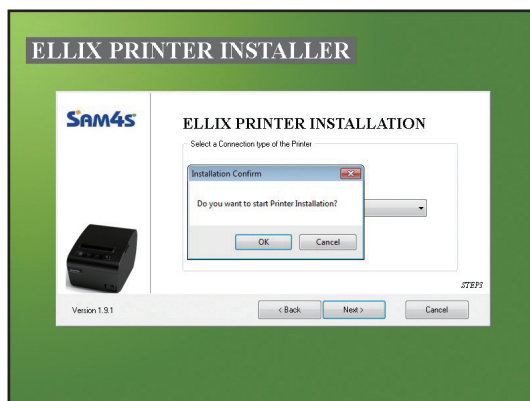 ELLIX PRINTER INSTALLER
SAM4S
ELLIX PRINTER INSTALLATION
Select a Connection type of the Printer
Installation Confirm
Do you want to start Printer Installation?
OK
Cancel
STEP3
Version 1.9.1
< Back
Next >
Cancel